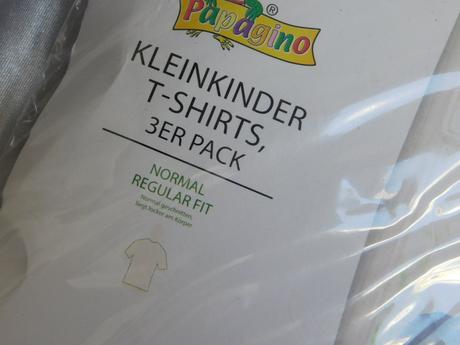 Papagino®
KLEINKINDER
T-SHIRTS,
3ER PACK
NORMAL
REGULAR FIT
Normal geschnitten,
liegt locker am Körper